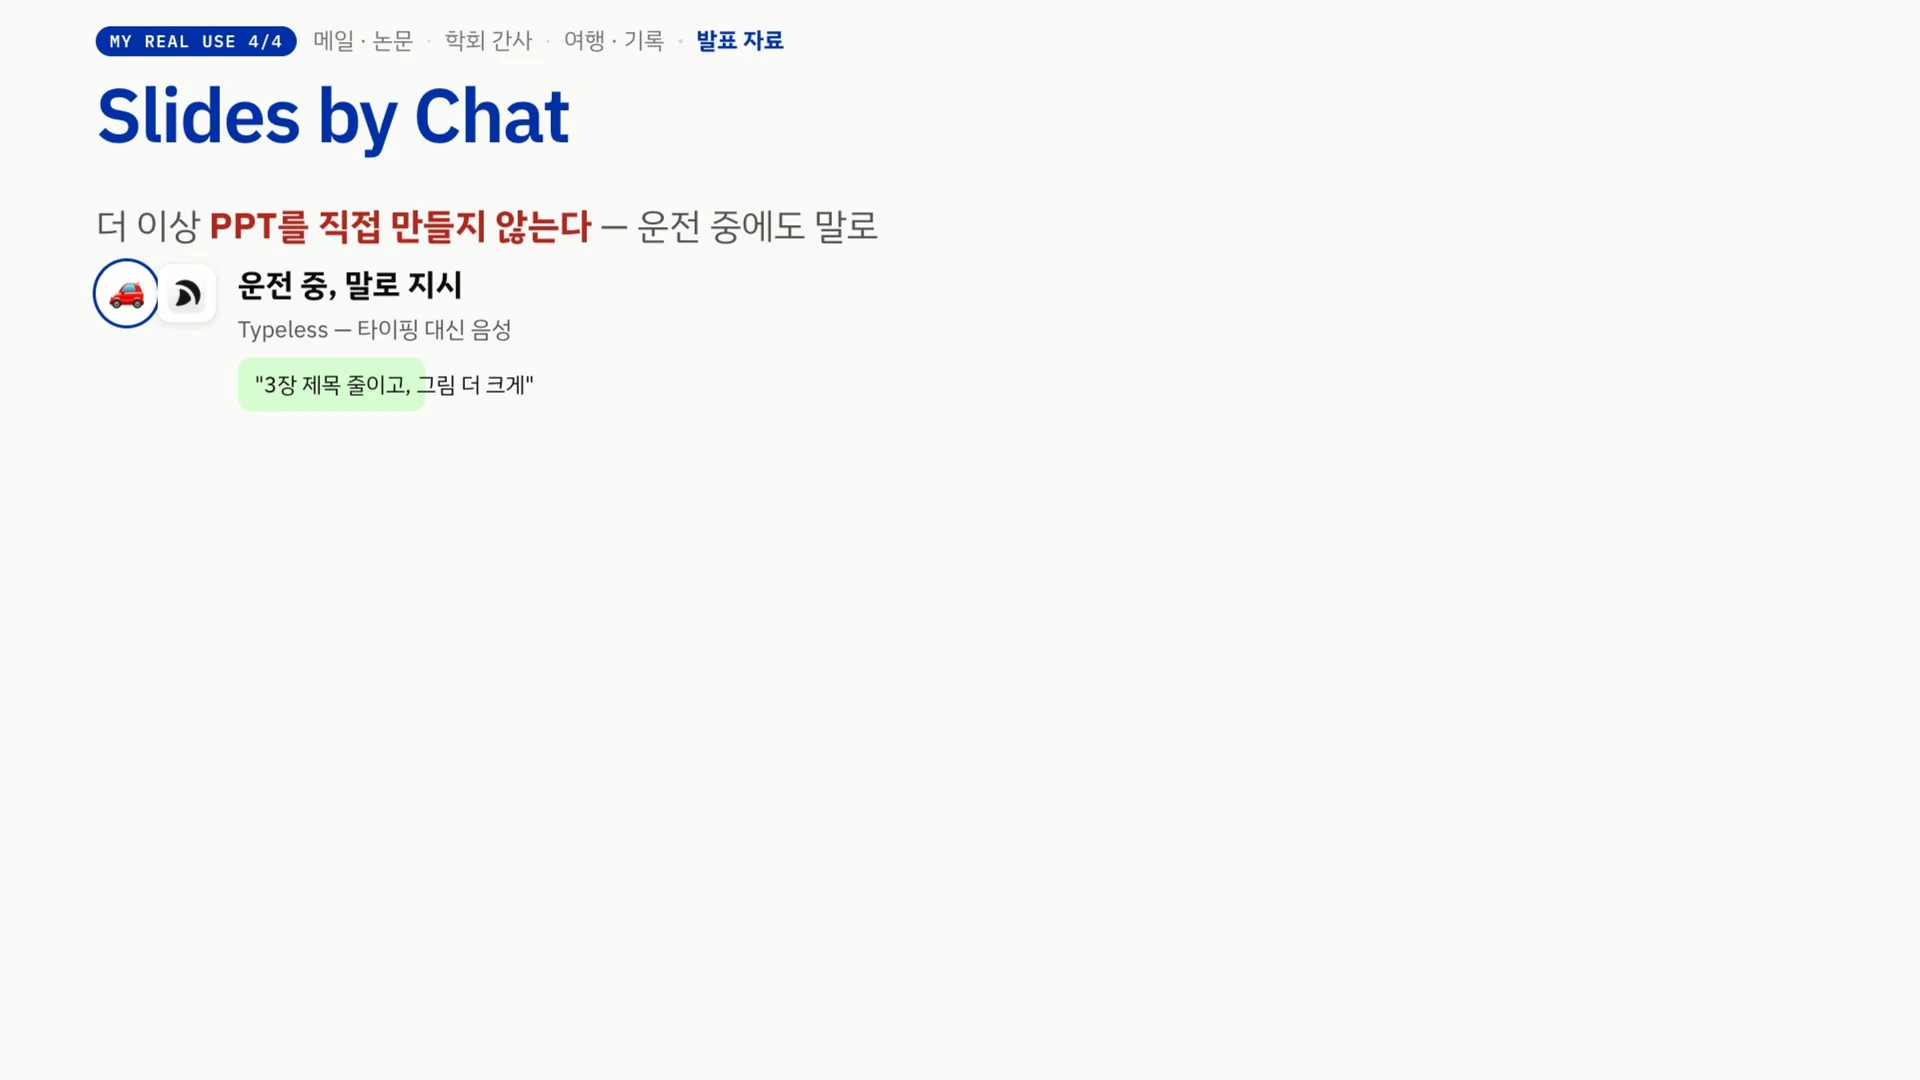 MY REAL USE 4/4 메일 · 논문 · 학회 간사 · 여행 · 기록 · 발표 자료
Slides by Chat
더 이상 PPT를 직접 만들지 않는다 — 운전 중에도 말로
운전 중, 말로 지시
Typeless — 타이핑 대신 음성
"3장 제목 줄이고, 그림 더 크게"